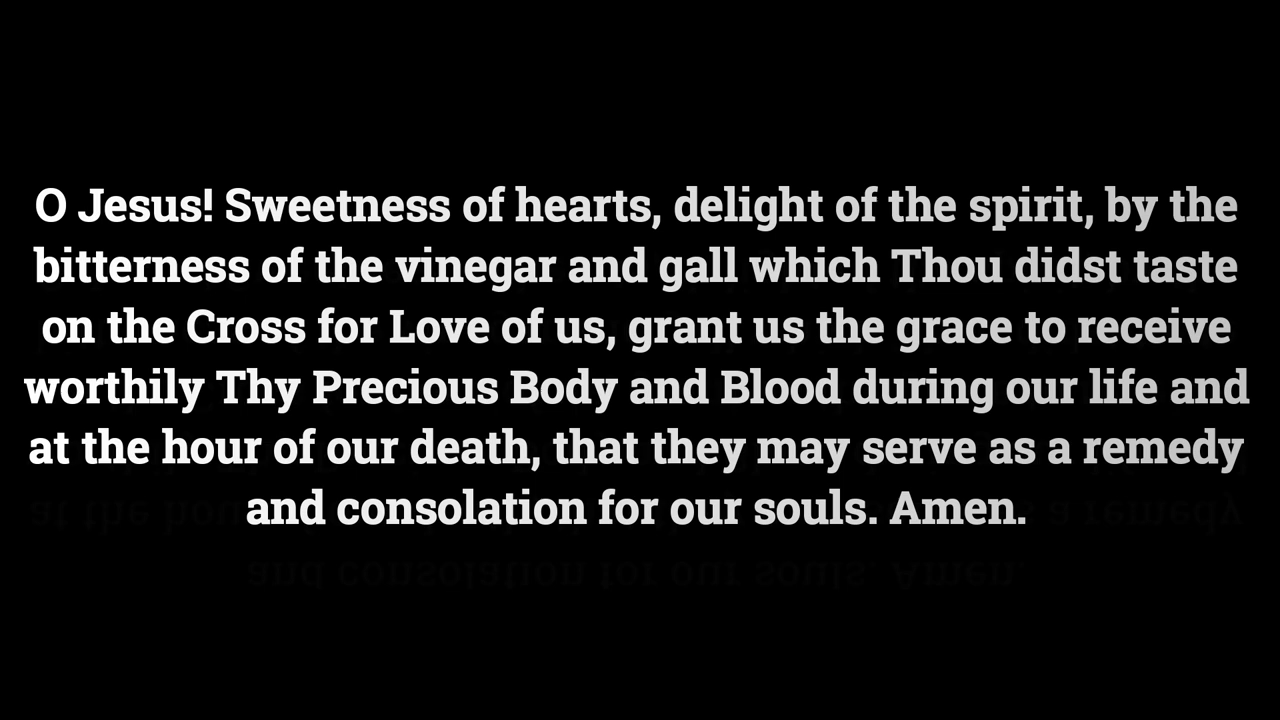 O Jesus! Sweetness of hearts, delight of the spirit, by the
bitterness of the vinegar and gall which Thou didst taste
on the Cross for Love of us, grant us the grace to receive
worthily Thy Precious Body and Blood during our life and
at the hour of our death, that they may serve as a remedy
and consolation for our souls. Amen.